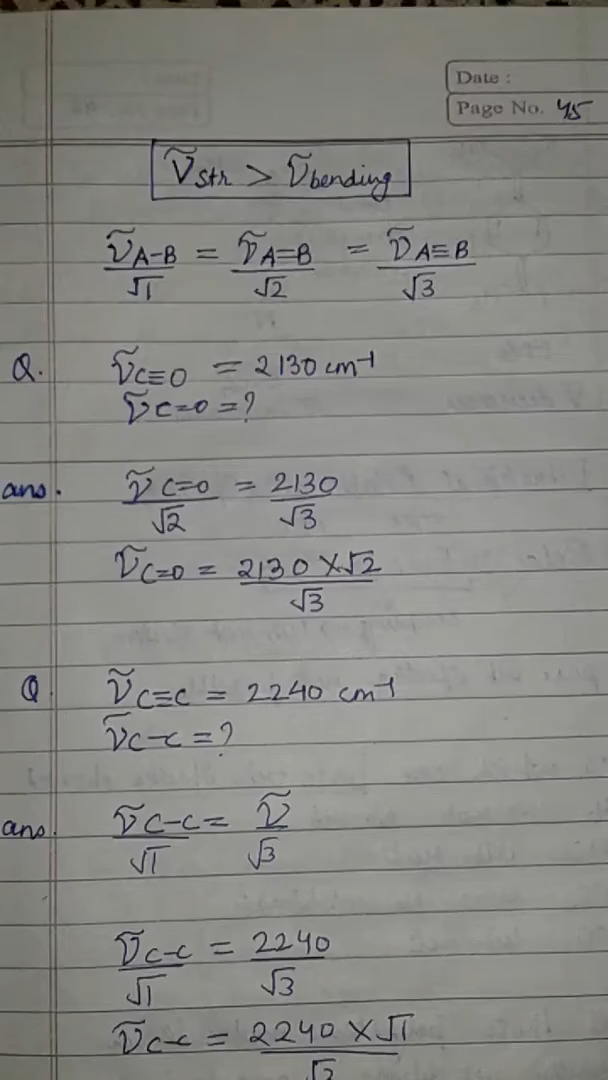 Date :
Page No. 45
ν̃str > ν̃bending
ν̃A-B/√1 = ν̃A=B/√2 = ν̃A≡B/√3
Q. ν̃C≡O = 2130 cm⁻¹
ν̃C=O = ?
ans. ν̃C=O/√2 = 2130/√3
ν̃C=O = 2130 × √2/√3
Q ν̃C≡C = 2240 cm⁻¹
ν̃C-C = ?
ans. ν̃C-C/√1 = ν̃/√3
ν̃C-C/√1 = 2240/√3
ν̃C-C = 2240 × √1